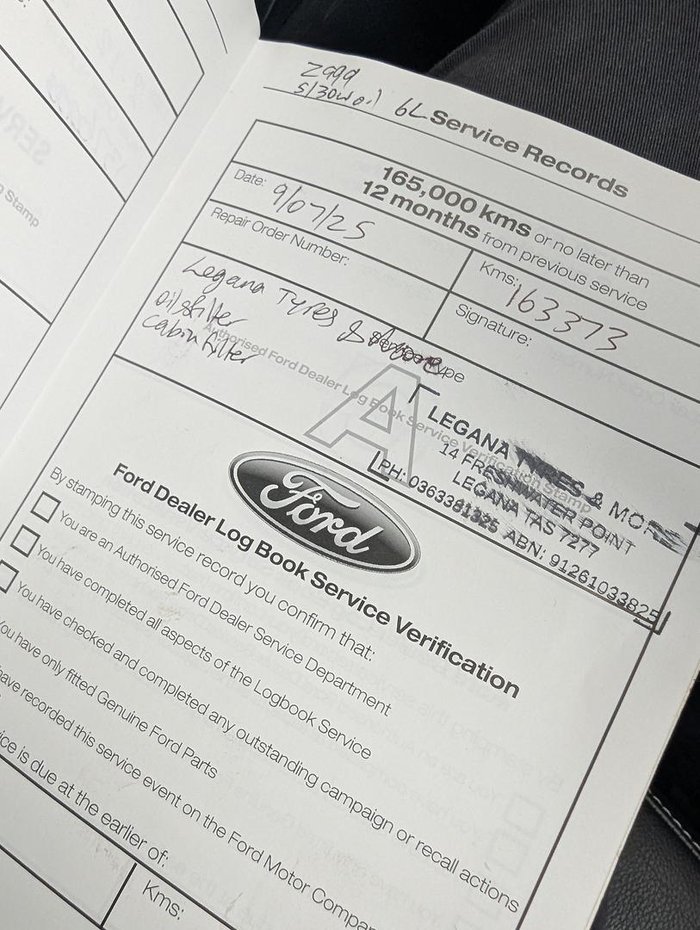 Z999
5/30W oil 6L
Service Records
165,000 kms or no later than
12 months from previous service
Date: 9/07/25
Kms: 163373
Repair Order Number:
Signature:
Legana Tyres &
oil & filter
cabin filter
Authorised Ford Dealer Log Book Service Verification Stamp
A
LEGANA TYRES & MORE
14 FRESHWATER POINT
LEGANA TAS 7277
PH: 0363381325 ABN: 91261033825
Ford
Ford Dealer Log Book Service Verification
By stamping this service record you confirm that:
You are an Authorised Ford Dealer Service Department
You have completed all aspects of the Logbook Service
You have checked and completed any outstanding campaign or recall actions
You have only fitted Genuine Ford Parts
have recorded this service event on the Ford Motor Compa
is due at the earlier of:
Kms:
Stamp